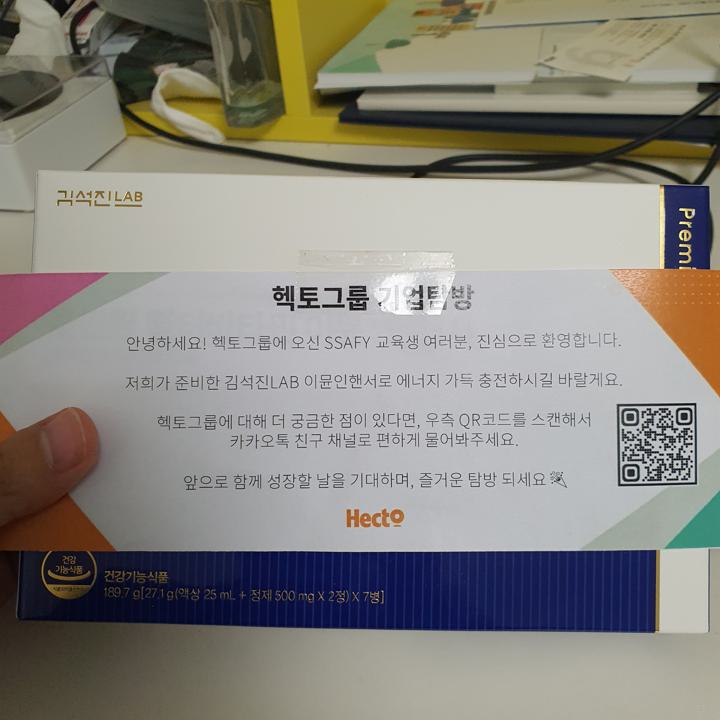 김석진LAB
Premi
헥토그룹 기업탐방
안녕하세요! 헥토그룹에 오신 SSAFY 교육생 여러분, 진심으로 환영합니다.
저희가 준비한 김석진LAB 이뮨인핸서로 에너지 가득 충전하시길 바랄게요.
헥토그룹에 대해 더 궁금한 점이 있다면, 우측 QR코드를 스캔해서
카카오톡 친구 채널로 편하게 물어봐주세요.
앞으로 함께 성장할 날을 기대하며, 즐거운 탐방 되세요
Hecto
건강
기능식품
건강기능식품
189.7 g[27.1 g(액상 25 mL + 정제 500 mg X 2정) X 7병]